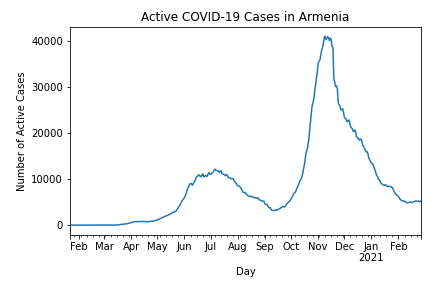 Active COVID-19 Cases in Armenia
40000
30000
20000
10000
0
Number of Active Cases
Feb Mar Apr May Jun Jul Aug Sep Oct Nov Dec Jan Feb
2021
Day